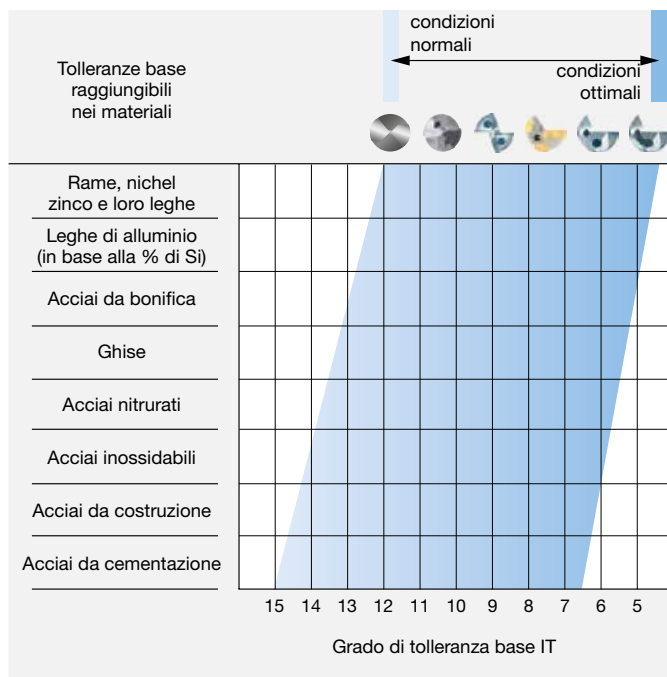 condizioni
normali
Tolleranze base
raggiungibili
nei materiali
condizioni
ottimali
Rame, nichel
zinco e loro leghe
Leghe di alluminio
(in base alla % di Si)
Acciai da bonifica
Ghise
Acciai nitrurati
Acciai inossidabili
Acciai da costruzione
Acciai da cementazione
15 14 13 12 11 10 9 8 7 6 5
Grado di tolleranza base IT